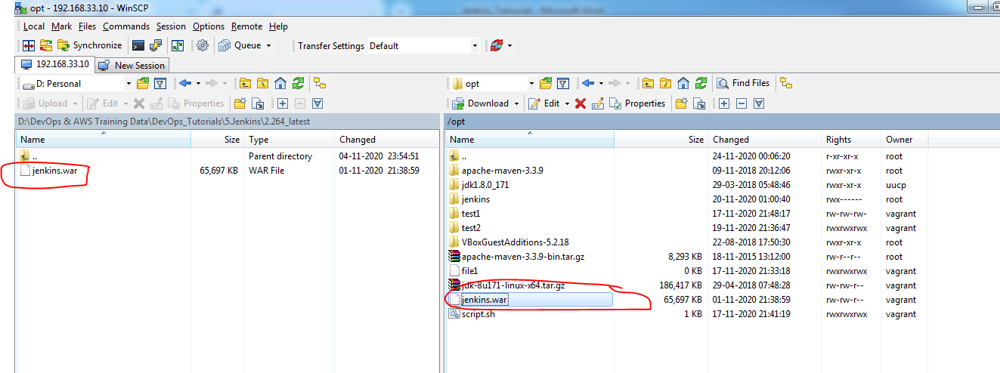 opt - 192.168.33.10 - WinSCP
Local Mark Files Commands Session Options Remote Help
Synchronize Queue Transfer Settings Default
192.168.33.10 New Session
D: Personal opt Find Files
Upload Edit Properties Download Edit Properties
D:\DevOps & AWS Training Data\DevOps_Tutorials\5.Jenkins\2.264_latest /opt
Name Size Type Changed Name Size Changed Rights Owner
.. Parent directory 04-11-2020 23:54:51 .. 24-11-2020 00:06:20 r-xr-xr-x root
jenkins.war 65,697 KB WAR File 01-11-2020 21:38:59 apache-maven-3.3.9 09-11-2018 20:12:06 rwxr-xr-x root
jdk1.8.0_171 29-03-2018 05:48:46 rwxr-xr-x uucp
jenkins 20-11-2020 01:00:40 rwx------ root
test1 17-11-2020 21:48:17 rw-rw-rw- vagrant
test2 19-11-2020 21:36:47 rwxrwxrwx vagrant
VBoxGuestAdditions-5.2.18 22-08-2018 17:50:30 rwxr-xr-x root
apache-maven-3.3.9-bin.tar.gz 8,293 KB 18-11-2015 13:12:00 rw-r--r-- root
file1 0 KB 17-11-2020 21:33:18 rwxrwxrwx vagrant
jdk-8u171-linux-x64.tar.gz 186,417 KB 29-04-2018 07:48:28 rw-rw-r-- vagrant
jenkins.war 65,697 KB 01-11-2020 21:38:59 rw-rw-r-- vagrant
script.sh 1 KB 17-11-2020 21:41:19 rwxrwxrwx vagrant